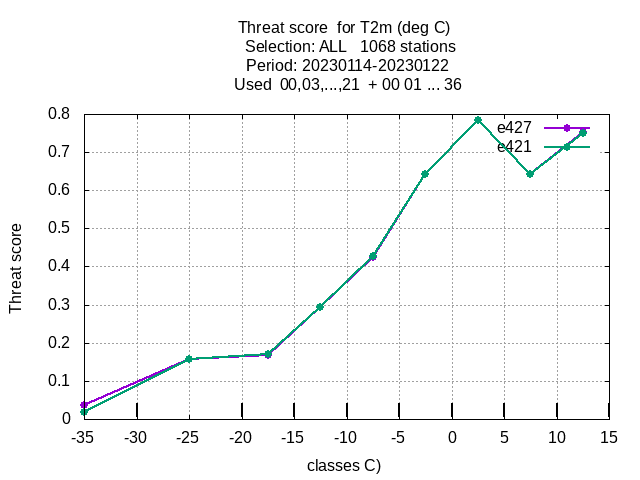 Threat score  for T2m (deg C)
Selection: ALL   1068 stations
Period: 20230114-20230122
Used  00,03,...,21  + 00 01 ... 36
0.8
0.7
0.6
0.5
0.4
0.3
0.2
0.1
0
Threat score
e427
e421
-35 -30 -25 -20 -15 -10 -5 0 5 10 15
classes C)